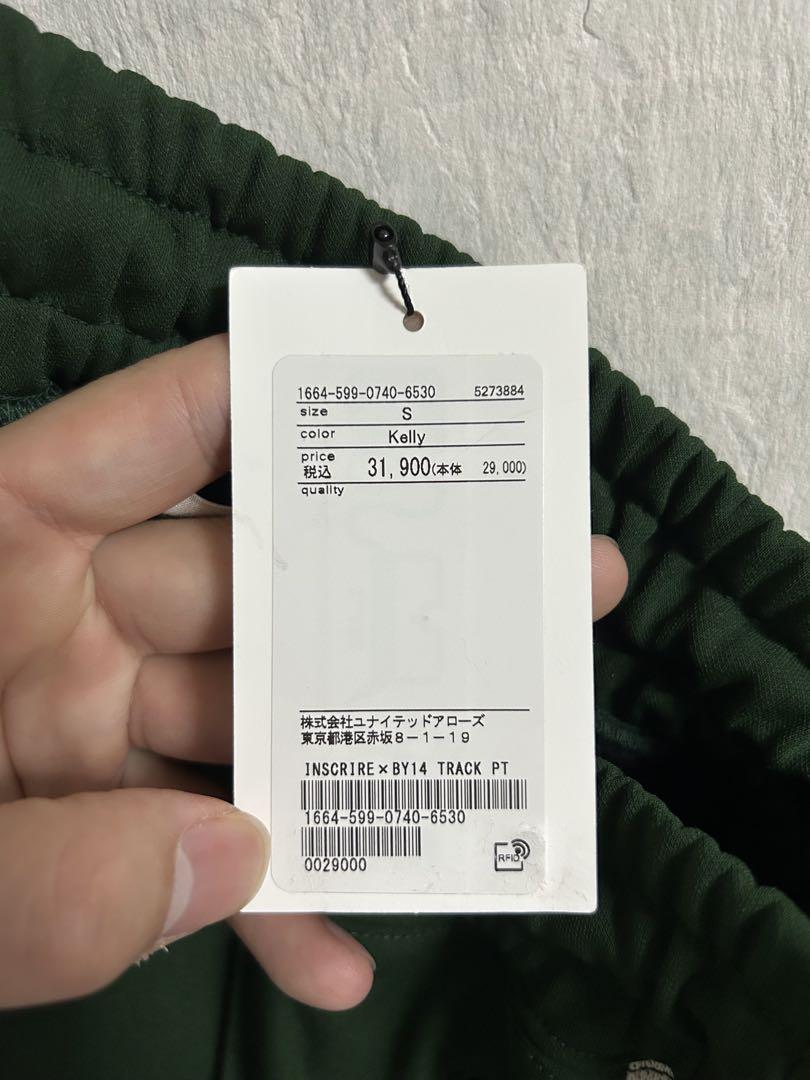 1664-599-0740-6530 5273884
size S
color Kelly
price
税込 31,900(本体 29,000)
quality
株式会社ユナイテッドアローズ
東京都港区赤坂8-1-19
INSCRIRE×BY14 TRACK PT
1664-599-0740-6530
0029000
RFID